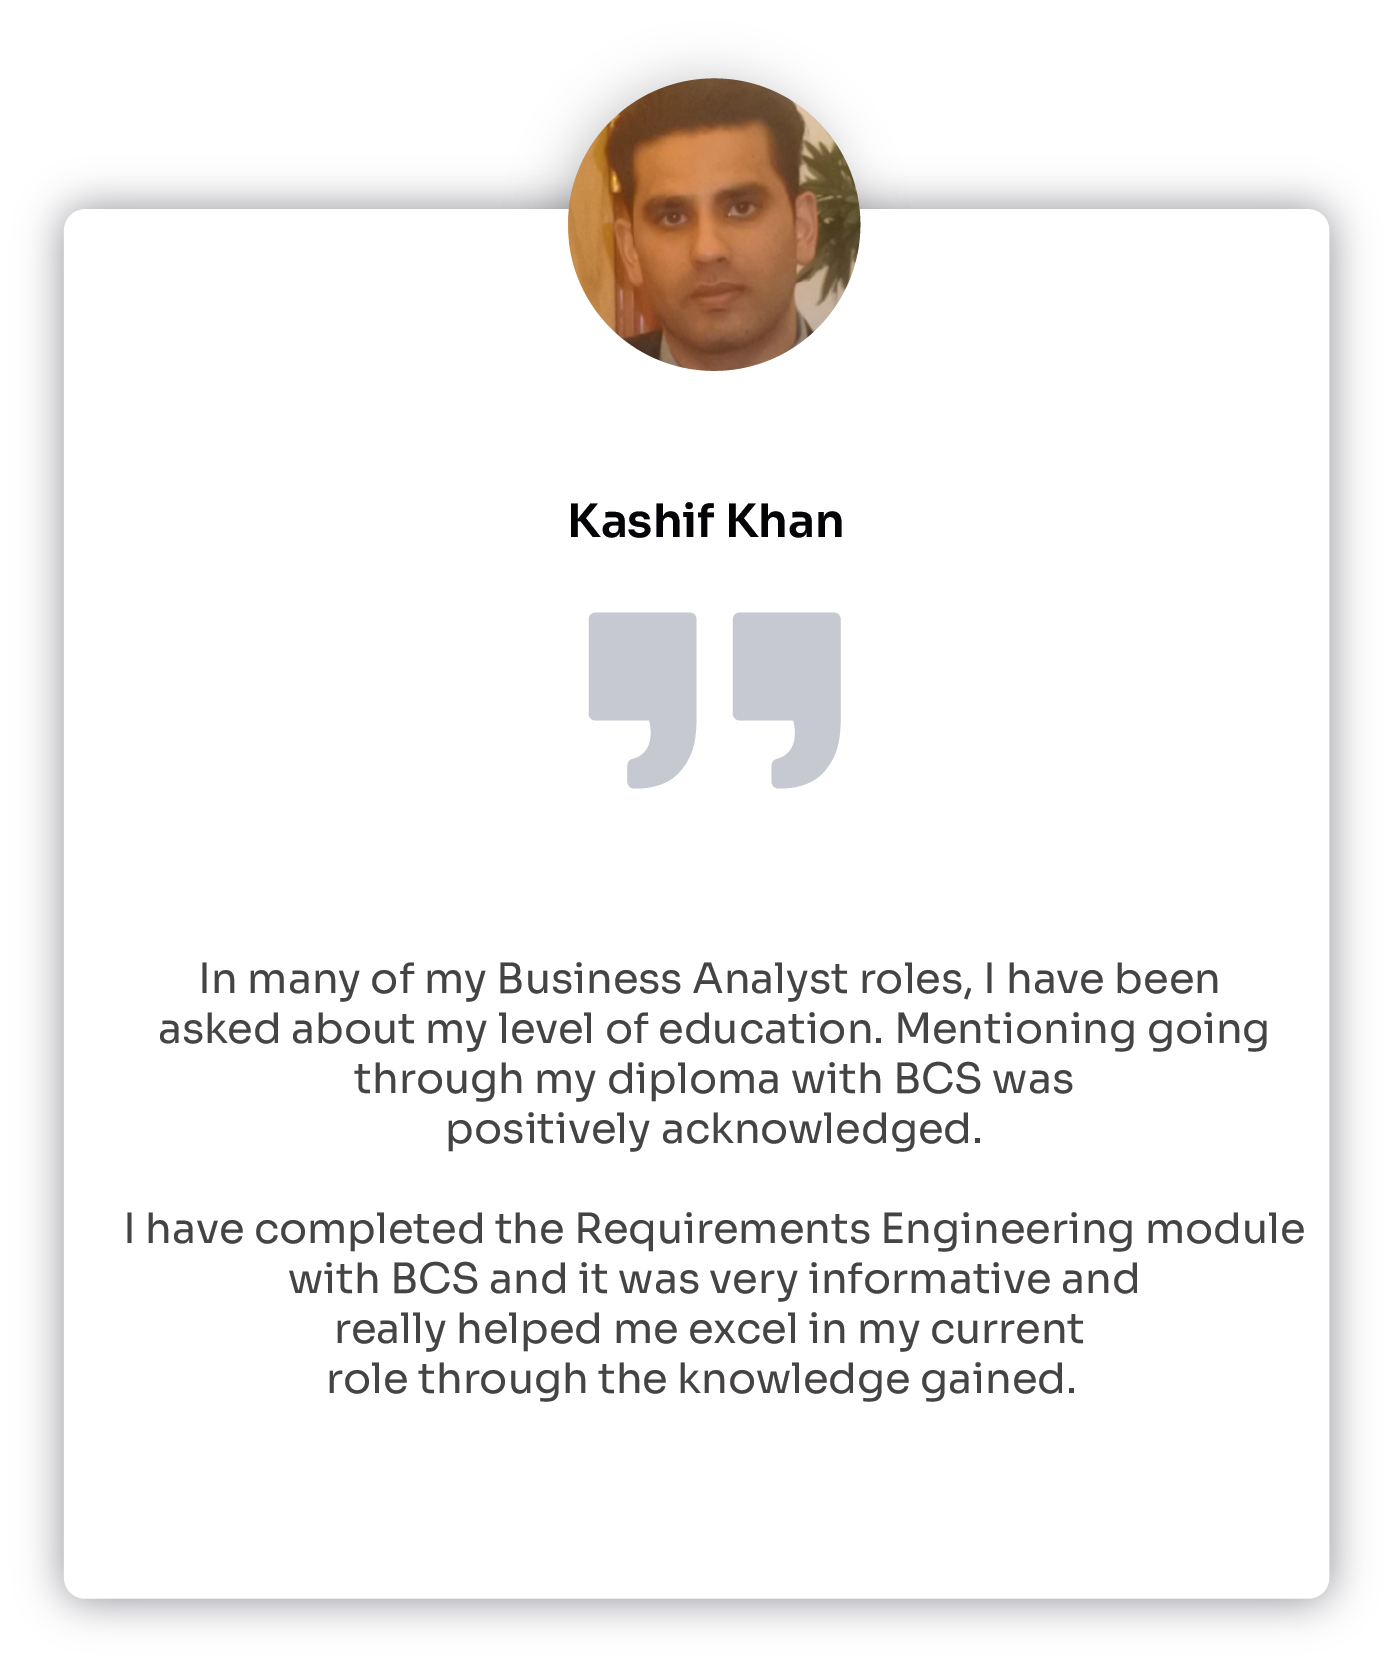 Kashif Khan
In many of my Business Analyst roles, I have been
asked about my level of education. Mentioning going
through my diploma with BCS was
positively acknowledged.
I have completed the Requirements Engineering module
with BCS and it was very informative and
really helped me excel in my current
role through the knowledge gained.